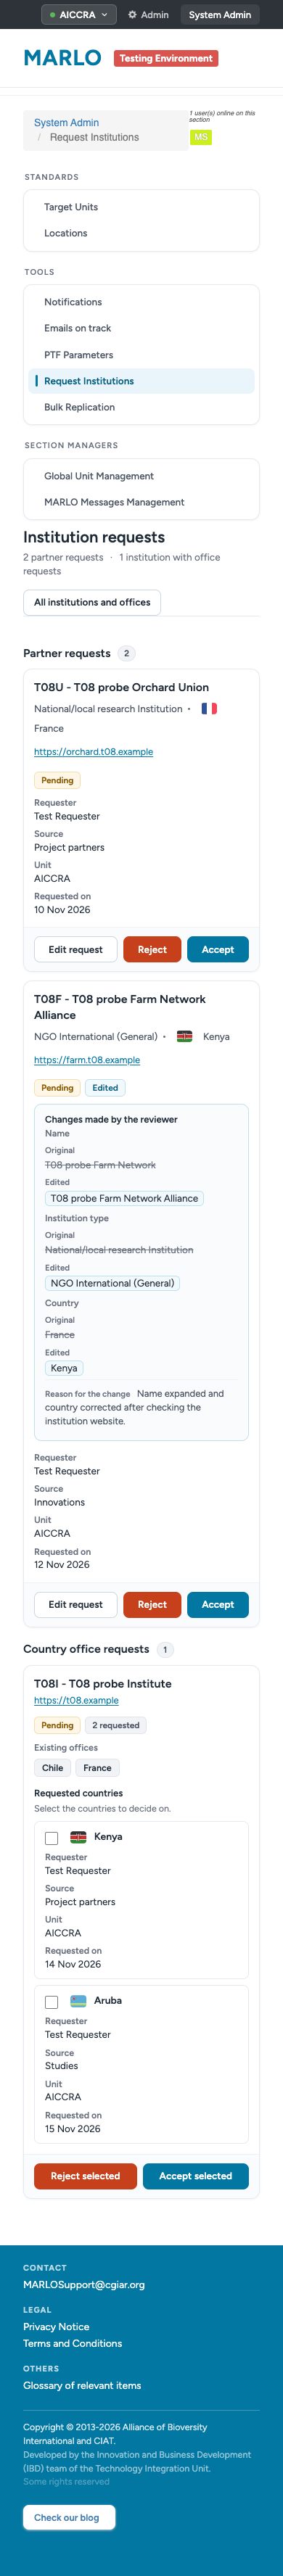 AICCRA Admin System Admin
MARLO Testing Environment
1 user(s) online on this
section
System Admin
/ Request Institutions
MS
STANDARDS
Target Units
Locations
TOOLS
Notifications
Emails on track
PTF Parameters
Request Institutions
Bulk Replication
SECTION MANAGERS
Global Unit Management
MARLO Messages Management
Institution requests
2 partner requests · 1 institution with office
requests
All institutions and offices
Partner requests 2
T08U - T08 probe Orchard Union
National/local research Institution •
France
https://orchard.t08.example
Pending
Requester
Test Requester
Source
Project partners
Unit
AICCRA
Requested on
10 Nov 2026
Edit request Reject Accept
T08F - T08 probe Farm Network
Alliance
NGO International (General) • Kenya
https://farm.t08.example
Pending Edited
Changes made by the reviewer
Name
Original
T08 probe Farm Network
Edited
T08 probe Farm Network Alliance
Institution type
Original
National/local research Institution
Edited
NGO International (General)
Country
Original
France
Edited
Kenya
Reason for the change Name expanded and
country corrected after checking the
institution website.
Requester
Test Requester
Source
Innovations
Unit
AICCRA
Requested on
12 Nov 2026
Edit request Reject Accept
Country office requests 1
T08I - T08 probe Institute
https://t08.example
Pending 2 requested
Existing offices
Chile France
Requested countries
Select the countries to decide on.
Kenya
Requester
Test Requester
Source
Project partners
Unit
AICCRA
Requested on
14 Nov 2026
Aruba
Requester
Test Requester
Source
Studies
Unit
AICCRA
Requested on
15 Nov 2026
Reject selected Accept selected
CONTACT
MARLOSupport@cgiar.org
LEGAL
Privacy Notice
Terms and Conditions
OTHERS
Glossary of relevant items
Copyright © 2013-2026 Alliance of Bioversity
International and CIAT.
Developed by the Innovation and Business Development
(IBD) team of the Technology Integration Unit.
Some rights reserved
Check our blog